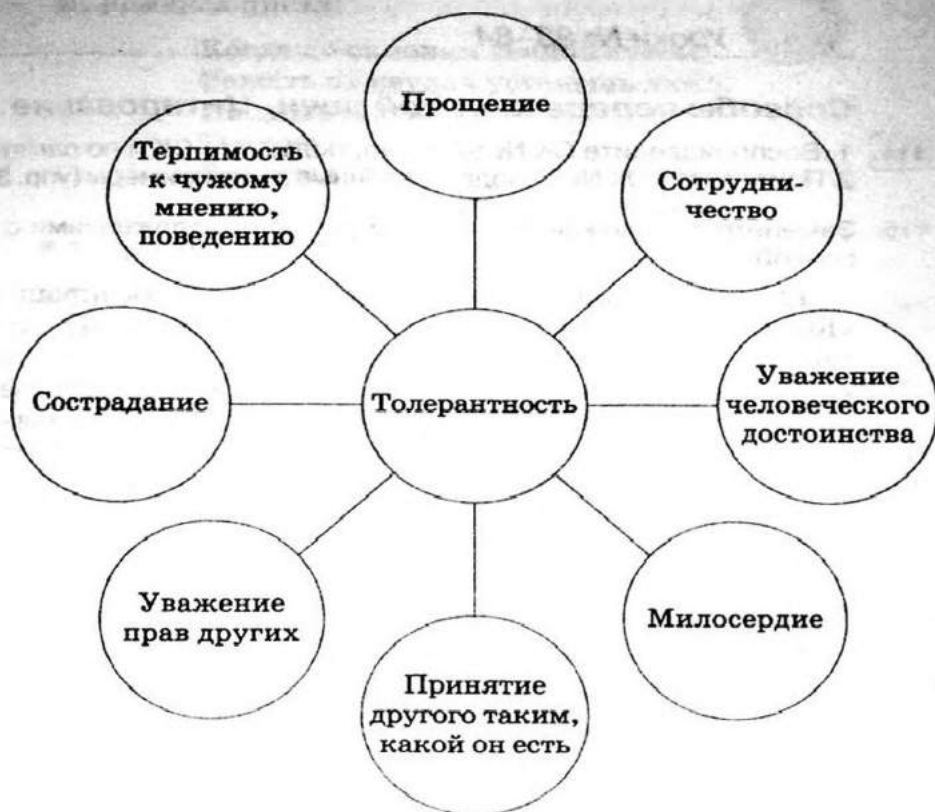 Прощение
Терпимость
к чужому
мнению,
поведению
Сотрудни-
чество
Сострадание
Толерантность
Уважение
человеческого
достоинства
Уважение
прав других
Милосердие
Принятие
другого таким,
какой он есть